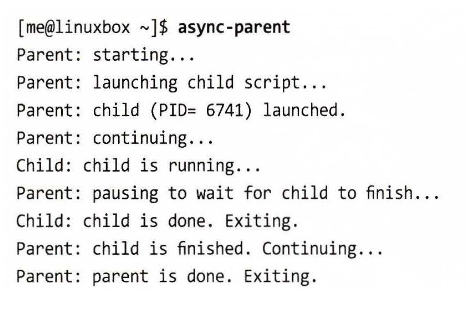 [me@linuxbox ~]$ async-parent
Parent: starting...
Parent: launching child script...
Parent: child (PID= 6741) launched.
Parent: continuing...
Child: child is running...
Parent: pausing to wait for child to finish...
Child: child is done. Exiting.
Parent: child is finished. Continuing...
Parent: parent is done. Exiting.